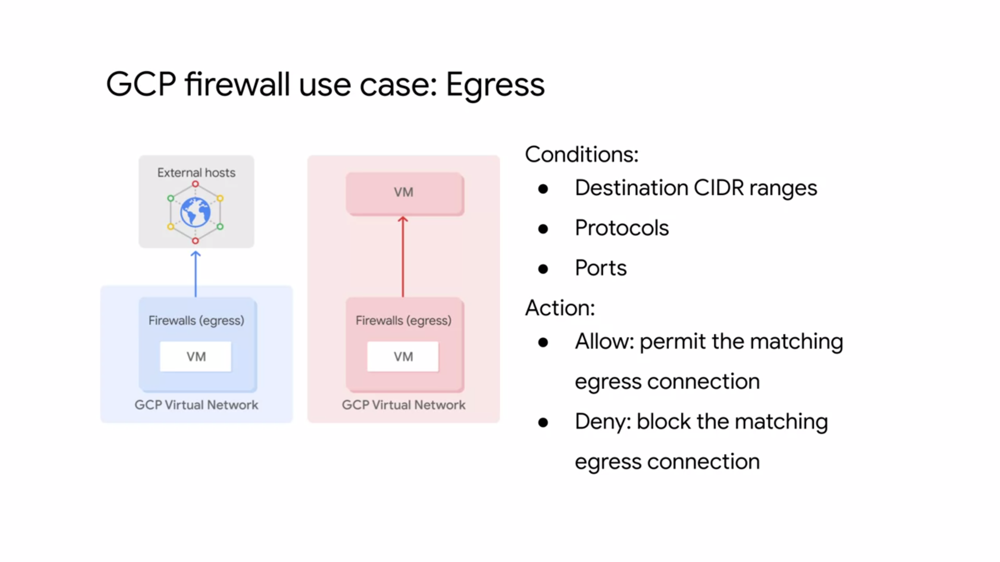 GCP firewall use case: Egress
External hosts
Firewalls (egress)
VM
GCP Virtual Network
VM
Firewalls (egress)
VM
GCP Virtual Network
Conditions:
● Destination CIDR ranges
● Protocols
● Ports
Action:
● Allow: permit the matching
egress connection
● Deny: block the matching
egress connection